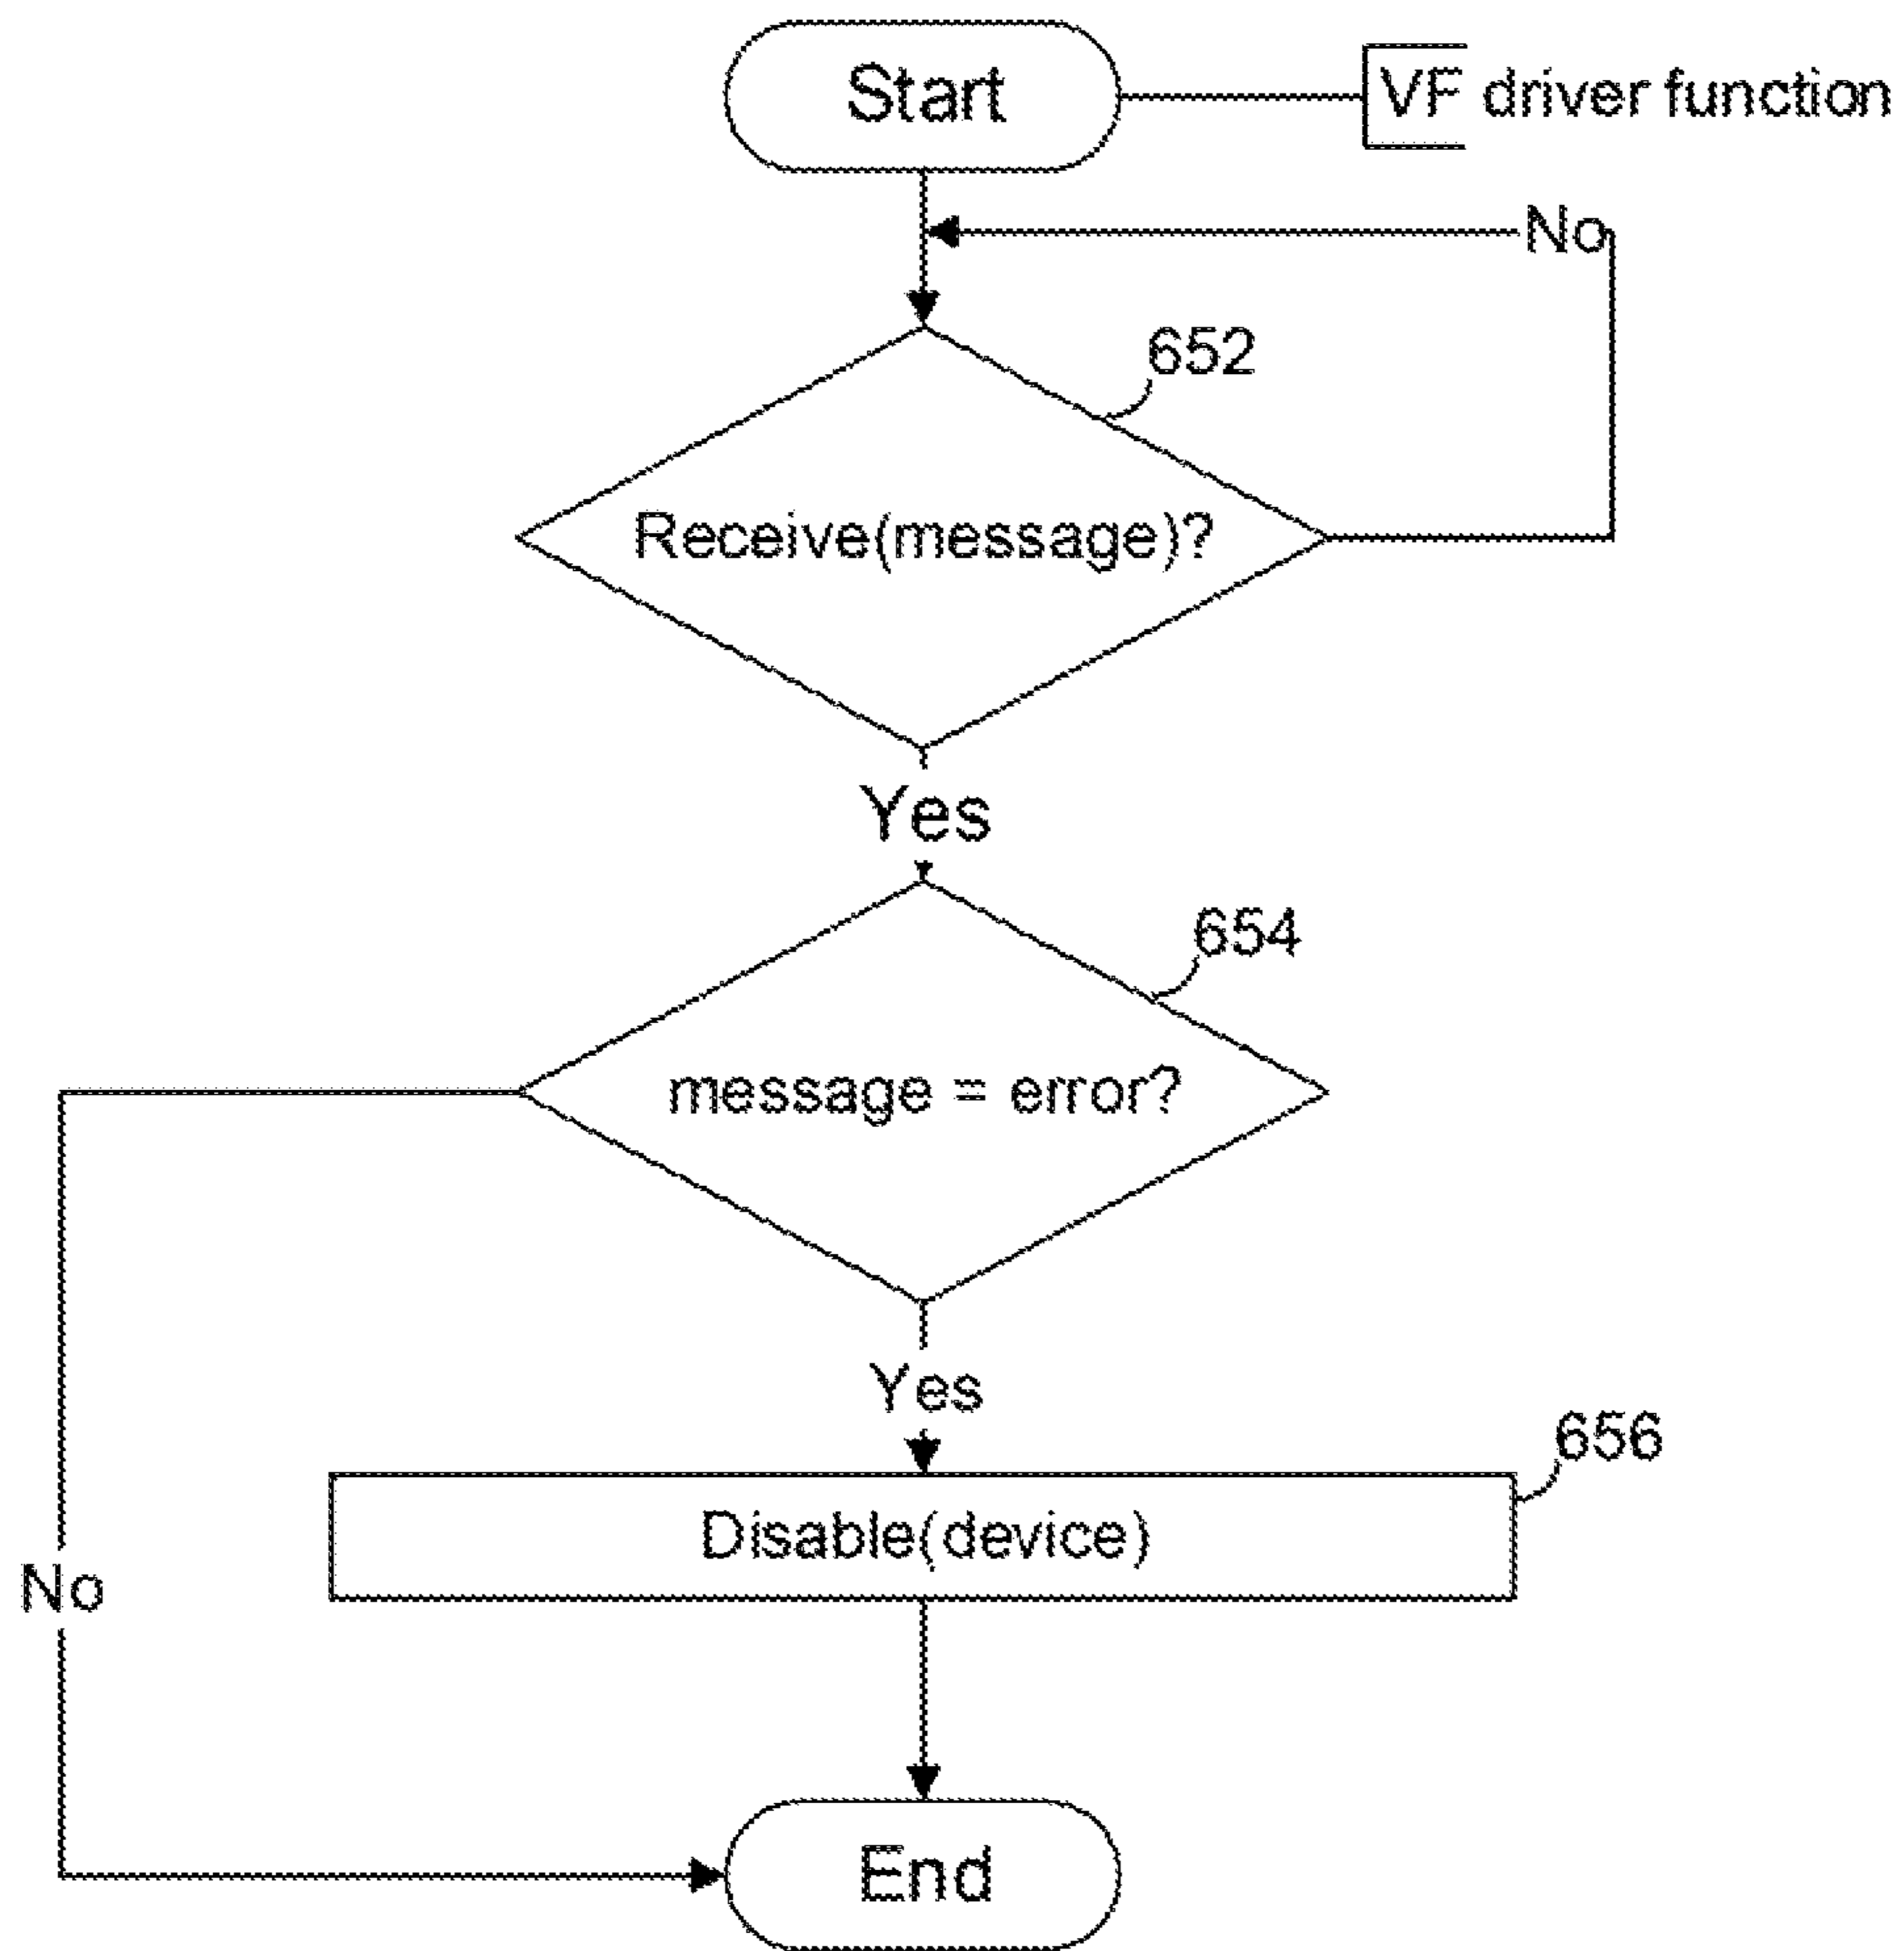 Start
VF driver function
No
652
Receive(message)?
Yes
654
message = error?
Yes
656
Disable(device)
No
End